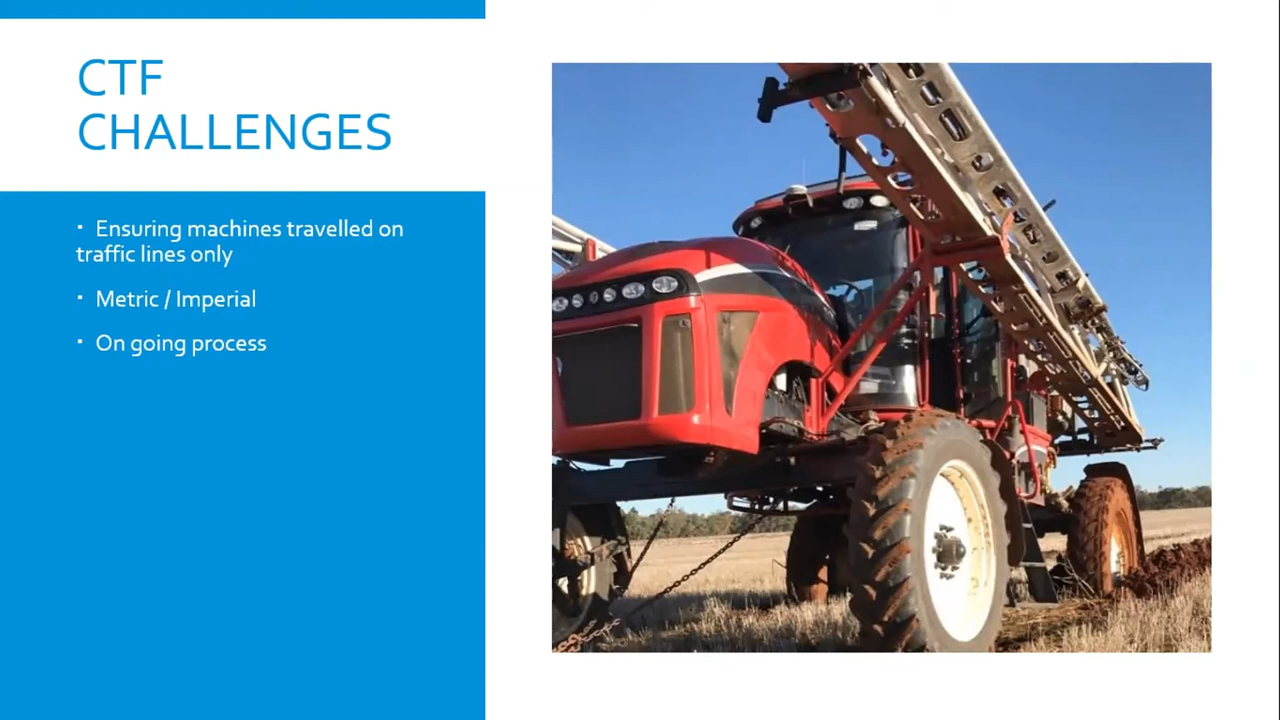 CTF
CHALLENGES
▪ Ensuring machines travelled on
traffic lines only
▪ Metric / Imperial
▪ On going process